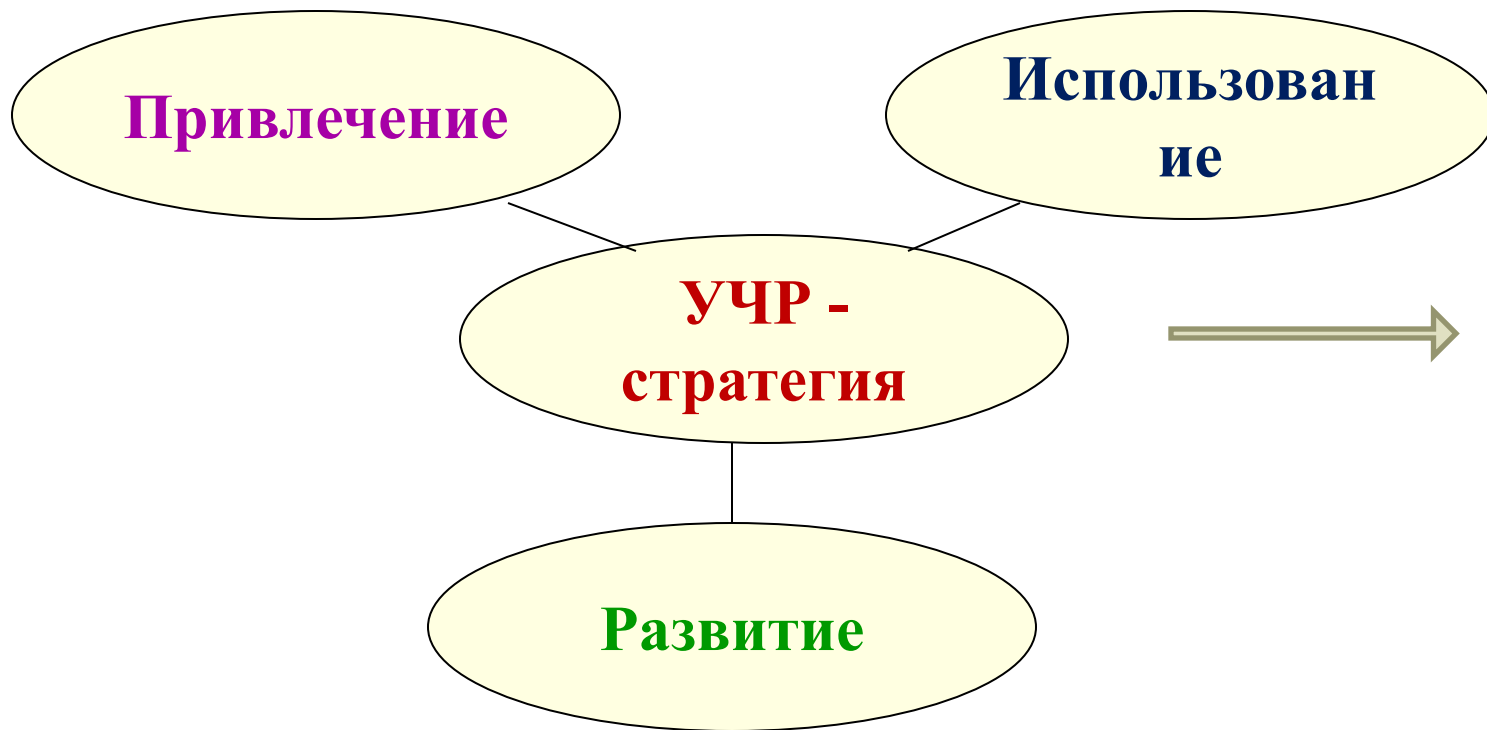 Привлечение
Использован
ие
УЧР -
стратегия
Развитие